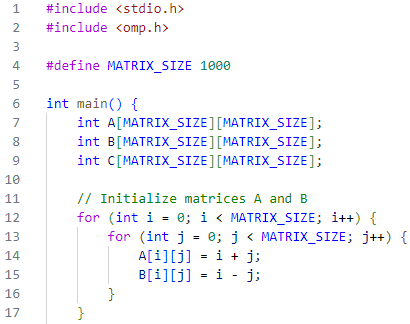 1 #include <stdio.h>
2 #include <omp.h>
3
4 #define MATRIX_SIZE 1000
5
6 int main() {
7     int A[MATRIX_SIZE][MATRIX_SIZE];
8     int B[MATRIX_SIZE][MATRIX_SIZE];
9     int C[MATRIX_SIZE][MATRIX_SIZE];
10
11     // Initialize matrices A and B
12     for (int i = 0; i < MATRIX_SIZE; i++) {
13         for (int j = 0; j < MATRIX_SIZE; j++) {
14             A[i][j] = i + j;
15             B[i][j] = i - j;
16         }
17     }